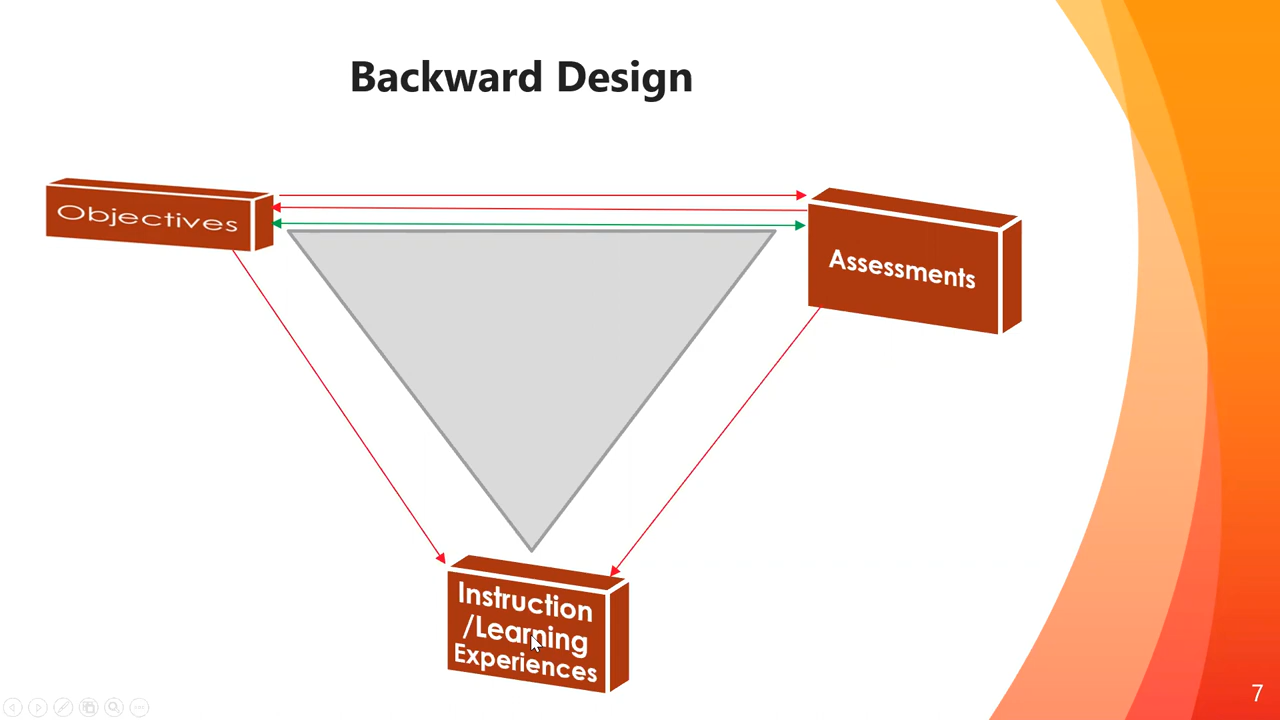 Backward Design
Objectives
Assessments
Instruction
/Learning
Experiences
7